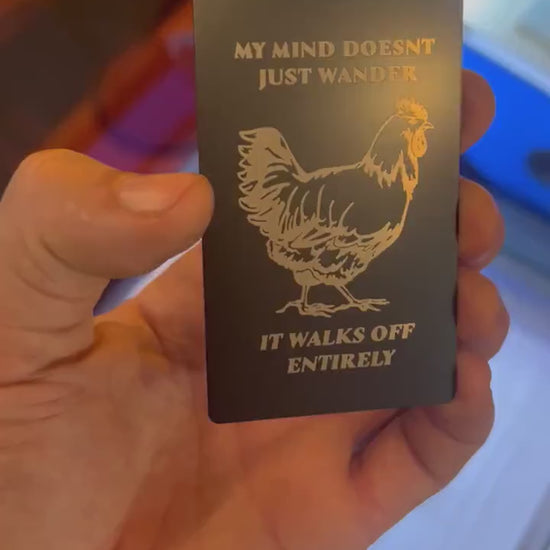 MY MIND DOESNT
JUST WANDER
IT WALKS OFF
ENTIRELY